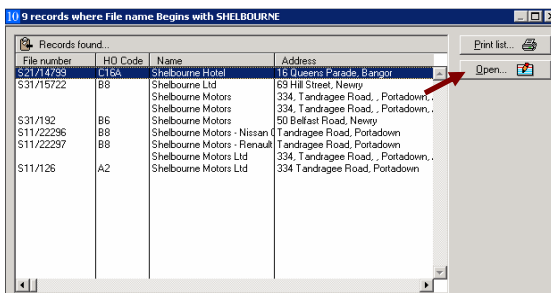 10 9 records where File name Begins with SHELBOURNE
Records found...
Print list...
Open...
File number HO Code Name Address
S21/14799 C16A Shelbourne Hotel 16 Queens Parade, Bangor
S31/15722 B8 Shelbourne Ltd 69 Hill Street, Newry
Shelbourne Motors 334, Tandragee Road, , Portadown, .
Shelbourne Motors 334, Tandragee Road, , Portadown, .
S31/192 B6 Shelbourne Motors 50 Belfast Road, Newry
S11/22296 B8 Shelbourne Motors - Nissan ( Tandragee Road, Portadown
S11/22297 B8 Shelbourne Motors - Renault Tandragee Road, Portadown
Shelbourne Motors Ltd 334, Tandragee Road, , Portadown, .
S11/126 A2 Shelbourne Motors Ltd 334 Tandragee Road, Portadown